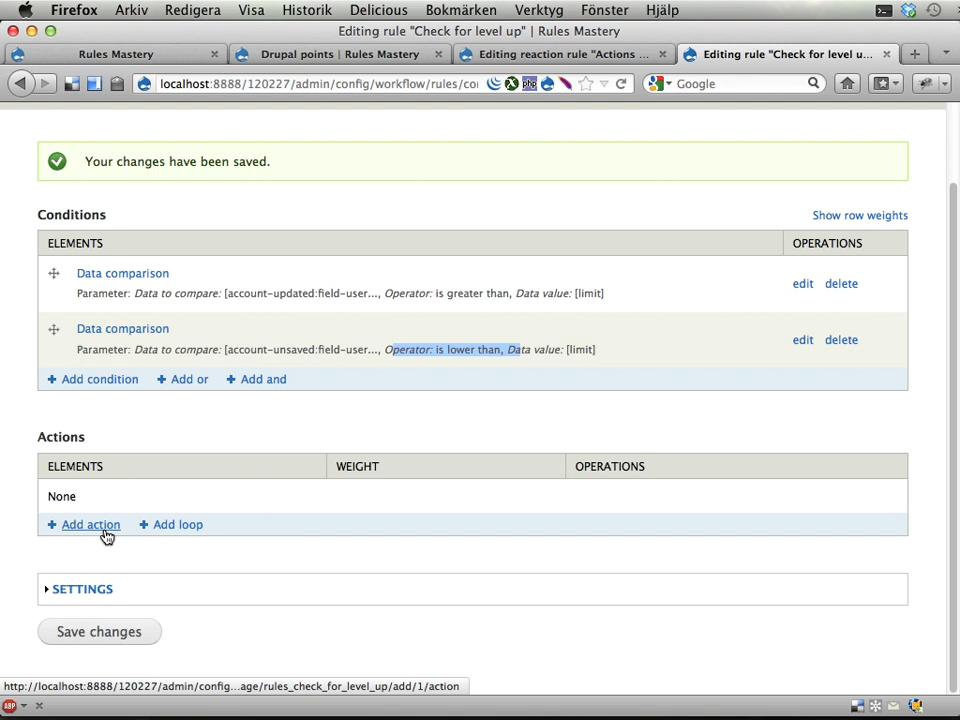 Firefox Arkiv Redigera Visa Historik Delicious Bokmärken Verktyg Fönster Hjälp
Editing rule "Check for level up" | Rules Mastery
Rules Mastery
Drupal points | Rules Mastery
Editing reaction rule "Actions ...
Editing rule "Check for level u...
localhost:8888/120227/admin/config/workflow/rules/co
php
Google
Your changes have been saved.
Conditions
Show row weights
ELEMENTS OPERATIONS
Data comparison
Parameter: Data to compare: [account-updated:field-user..., Operator: is greater than, Data value: [limit]
edit delete
Data comparison
Parameter: Data to compare: [account-unsaved:field-user..., Operator: is lower than, Data value: [limit]
edit delete
+ Add condition + Add or + Add and
Actions
ELEMENTS WEIGHT OPERATIONS
None
+ Add action + Add loop
SETTINGS
Save changes
http://localhost:8888/120227/admin/config...age/rules_check_for_level_up/add/1/action
ABP